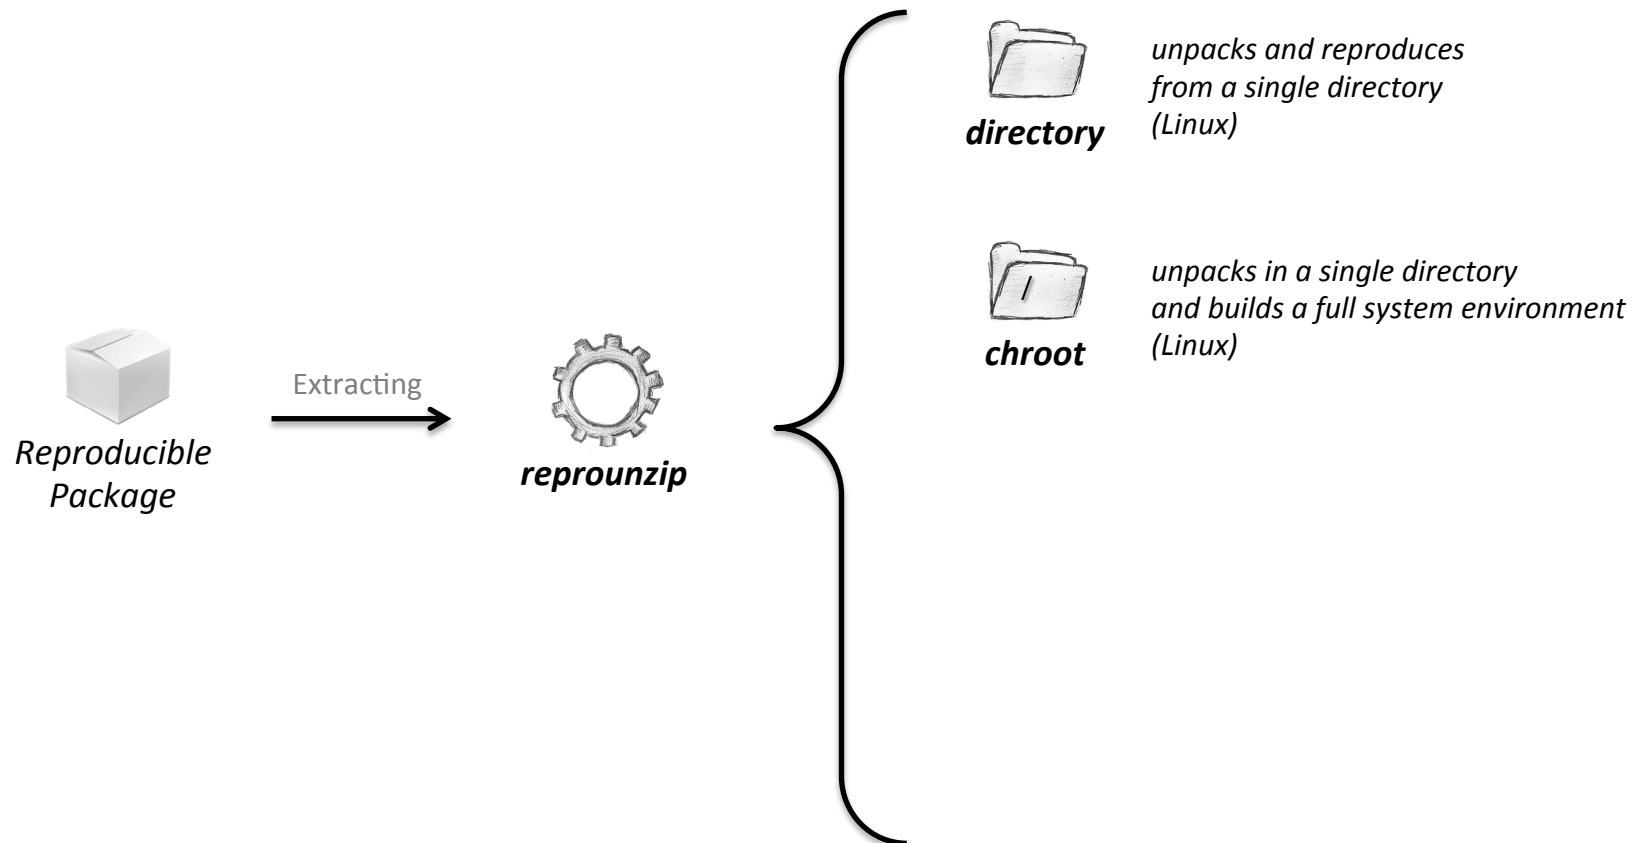 Reproducible
Package
Extracting
reprounzip
directory
unpacks and reproduces
from a single directory
(Linux)
/
chroot
unpacks in a single directory
and builds a full system environment
(Linux)